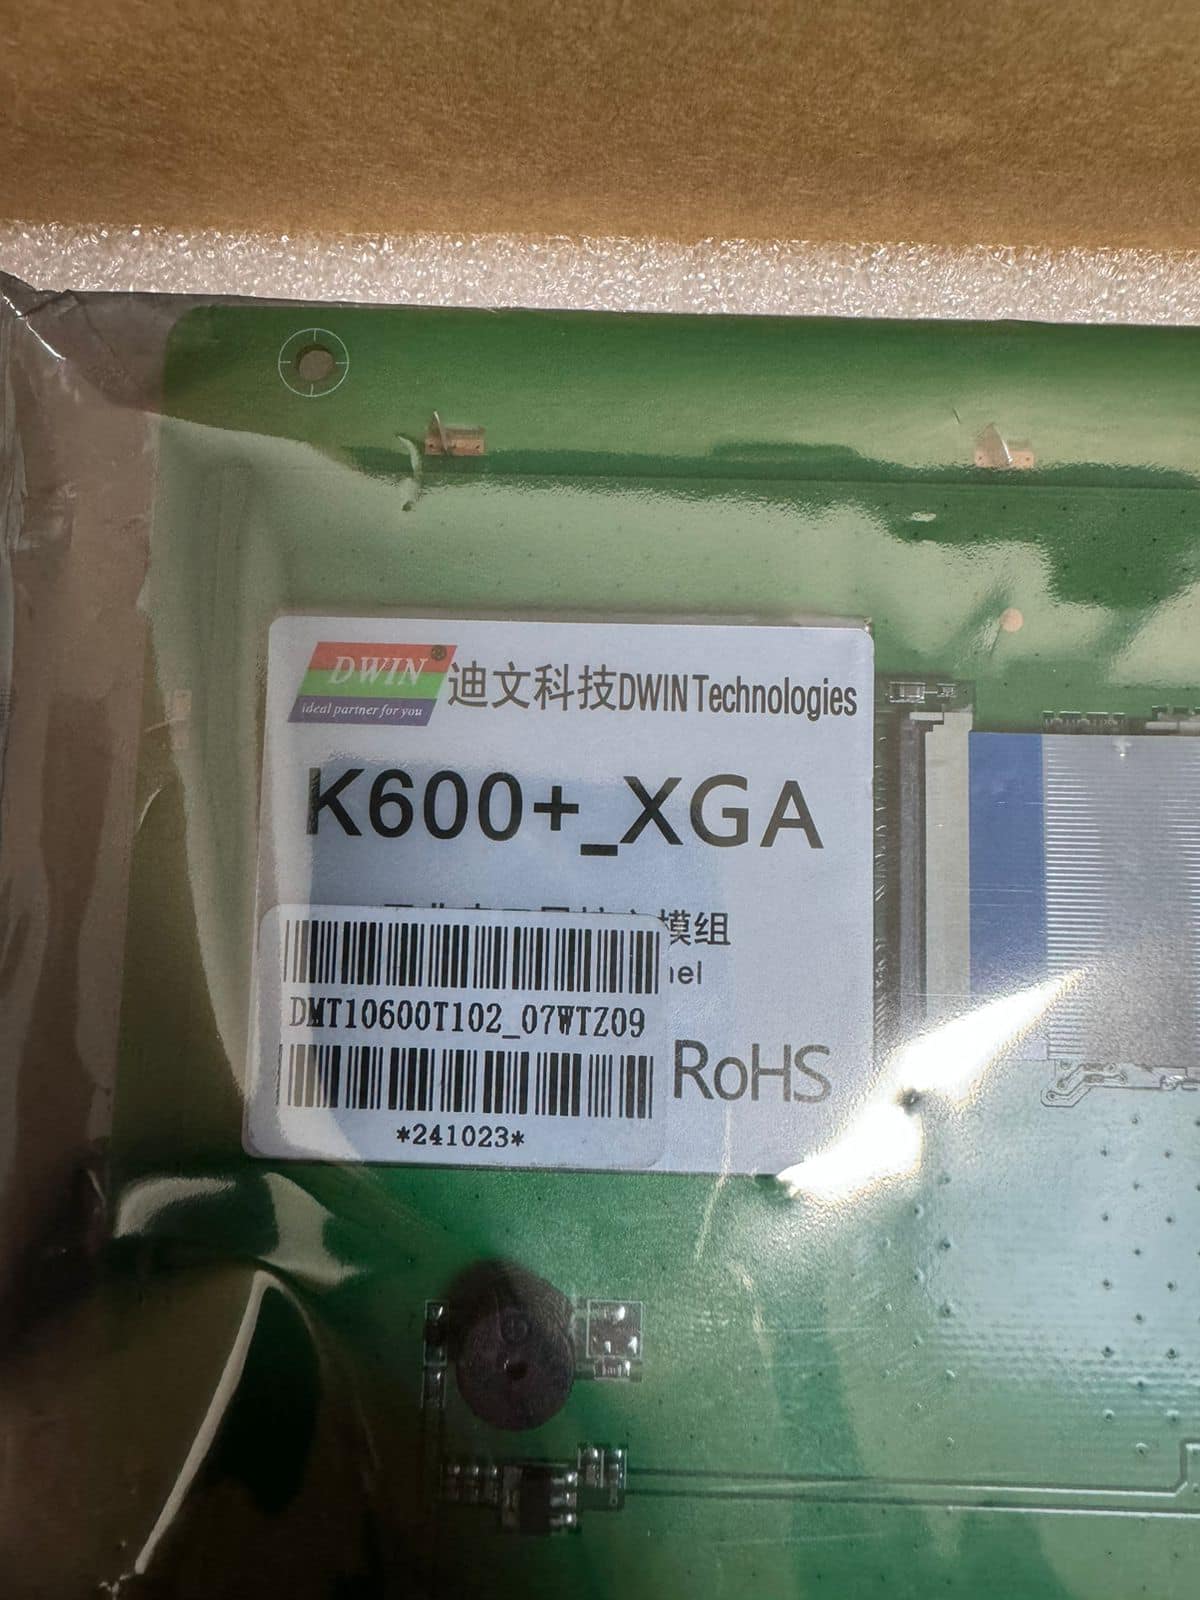 DWIN
ideal partner for you
迪文科技DWIN Technologies
K600+_XGA
模组
DMT10600T102_07WTZ09
RoHS
*241023*